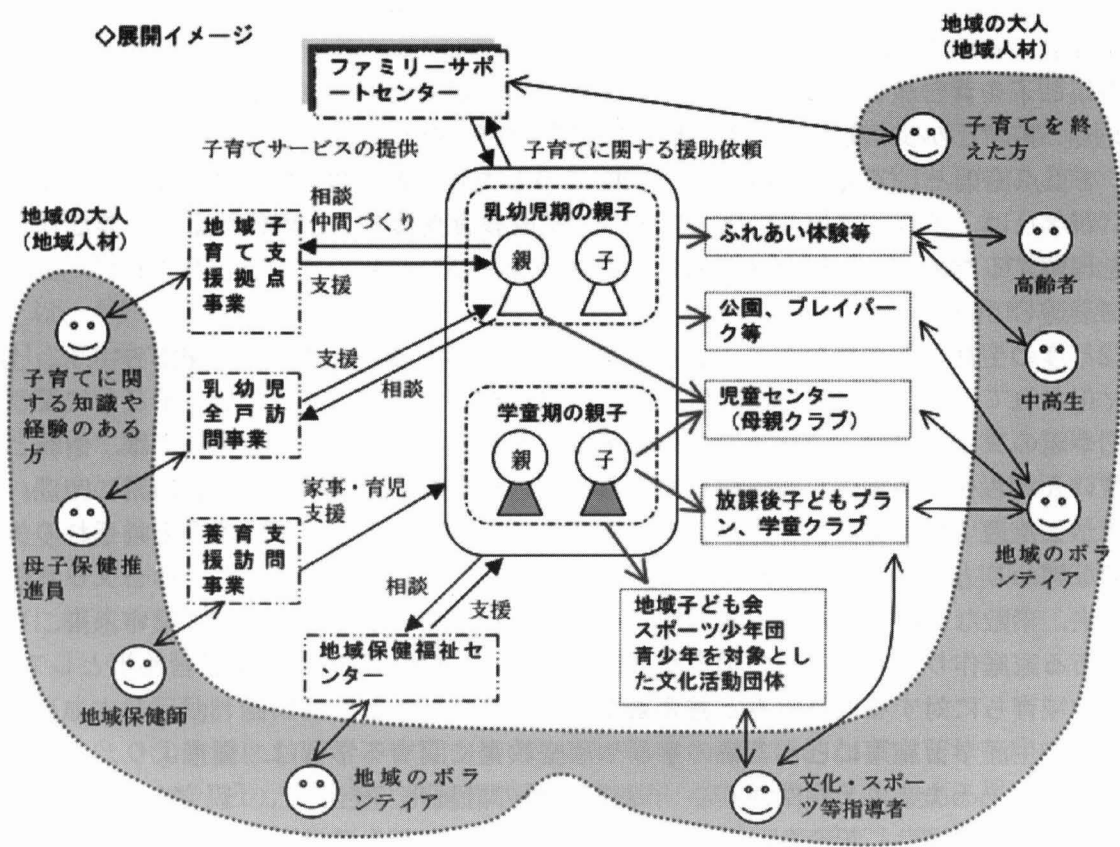 ◇展開イメージ
地域の大人
（地域人材）
ファミリーサポ
ートセンター
子育てを終
えた方
子育てサービスの提供
子育てに関する援助依頼
地域の大人
（地域人材）
地域子
育て支
援拠点
事業
相談
仲間づくり
支援
乳幼児期の親子
親
子
ふれあい体験等
高齢者
公園、プレイパー
ク等
中高生
子育てに関
する知識や
経験のある
方
乳幼児
全戸訪
問事業
支援
相談
学童期の親子
親
子
児童センター
（母親クラブ）
放課後子どもプラ
ン、学童クラブ
地域のボラ
ンティア
母子保健推
進員
養育支
援訪問
事業
家事・育児
支援
相談
支援
地域保健福祉セ
ンター
地域子ども会
スポーツ少年団
青少年を対象とし
た文化活動団体
地域保健師
地域のボラ
ンティア
文化・スポー
ツ等指導者